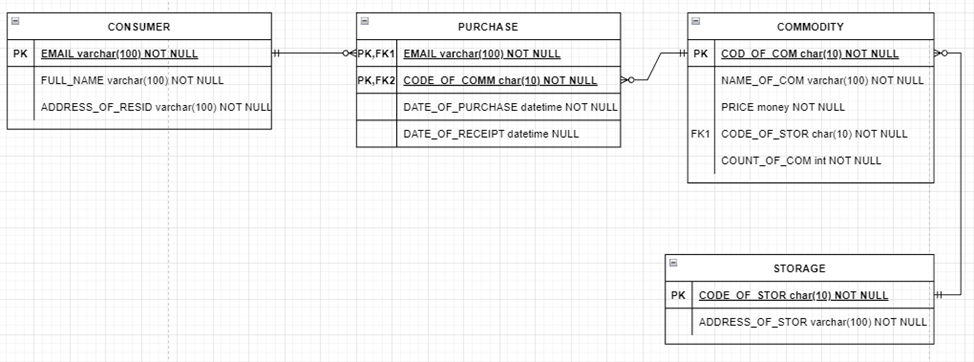 CONSUMER
PK EMAIL varchar(100) NOT NULL
FULL_NAME varchar(100) NOT NULL
ADDRESS_OF_RESID varchar(100) NOT NULL
PURCHASE
PK,FK1 EMAIL varchar(100) NOT NULL
PK,FK2 CODE_OF_COMM char(10) NOT NULL
DATE_OF_PURCHASE datetime NOT NULL
DATE_OF_RECEIPT datetime NULL
COMMODITY
PK COD_OF_COM char(10) NOT NULL
NAME_OF_COM varchar(100) NOT NULL
PRICE money NOT NULL
FK1 CODE_OF_STOR char(10) NOT NULL
COUNT_OF_COM int NOT NULL
STORAGE
PK CODE_OF_STOR char(10) NOT NULL
ADDRESS_OF_STOR varchar(100) NOT NULL